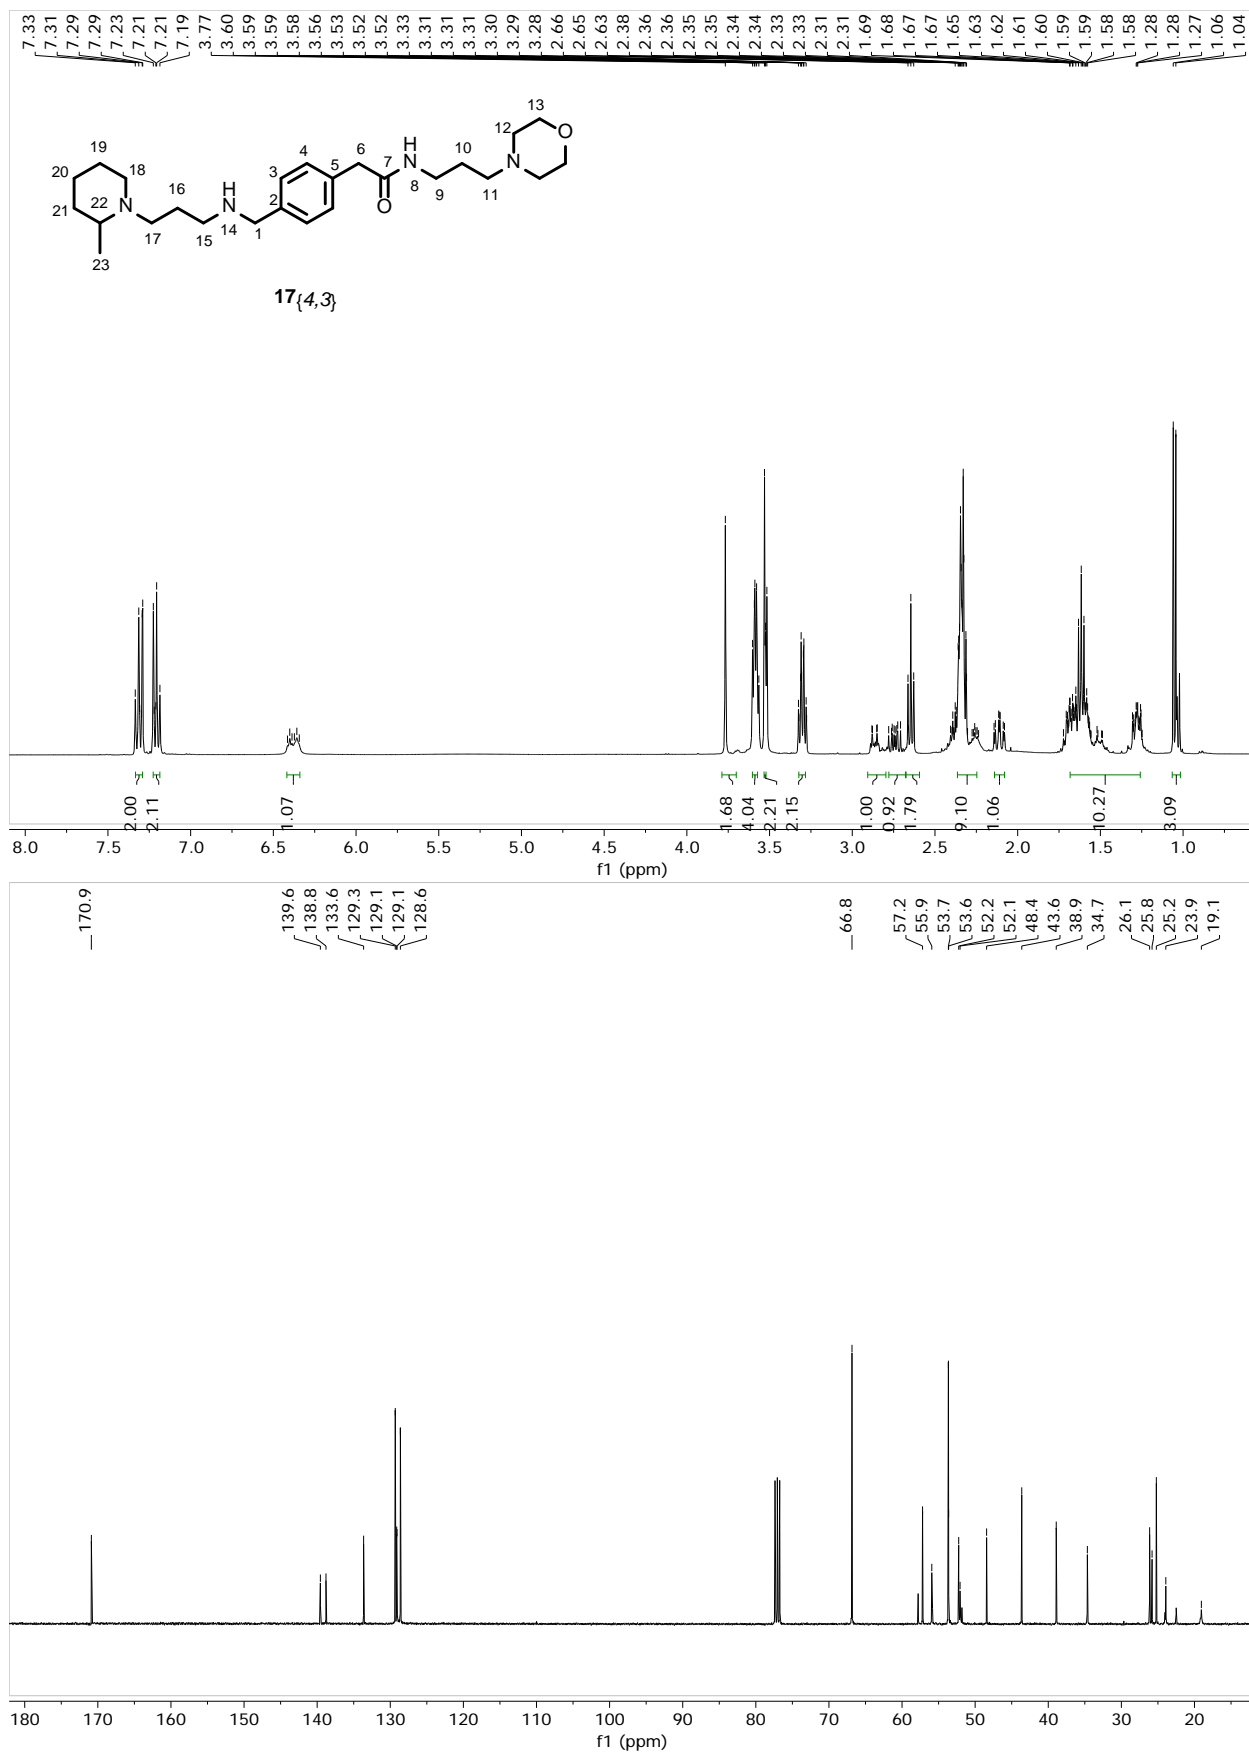 7.33 7.31 7.29 7.29 7.23 7.21 7.21 7.19 3.77 3.60 3.59 3.59 3.58 3.56 3.53 3.52 3.52 3.33 3.31 3.31 3.31 3.30 3.29 3.28 2.66 2.65 2.63 2.38 2.36 2.36 2.35 2.35 2.34 2.34 2.33 2.33 2.31 2.31 1.69 1.68 1.67 1.67 1.65 1.63 1.62 1.61 1.60 1.59 1.59 1.58 1.58 1.28 1.28 1.27 1.06 1.04
13
12 O
19 4 6 H 10
20 18 3 5 7 N N
16 H 8 11
21 22 N N 2 O 9
17 15 14 1
23
17{4,3}
2.00 2.11 1.07 1.68 4.04 2.21 2.15 1.00 0.92 1.79 9.10 1.06 10.27 3.09
8.0 7.5 7.0 6.5 6.0 5.5 5.0 4.5 4.0 3.5 3.0 2.5 2.0 1.5 1.0
f1 (ppm)
170.9 139.6 138.8 133.6 129.3 129.1 129.1 128.6 66.8 57.2 55.9 53.7 53.6 52.2 52.1 48.4 43.6 38.9 34.7 26.1 25.8 25.2 23.9 19.1
180 170 160 150 140 130 120 110 100 90 80 70 60 50 40 30 20
f1 (ppm)